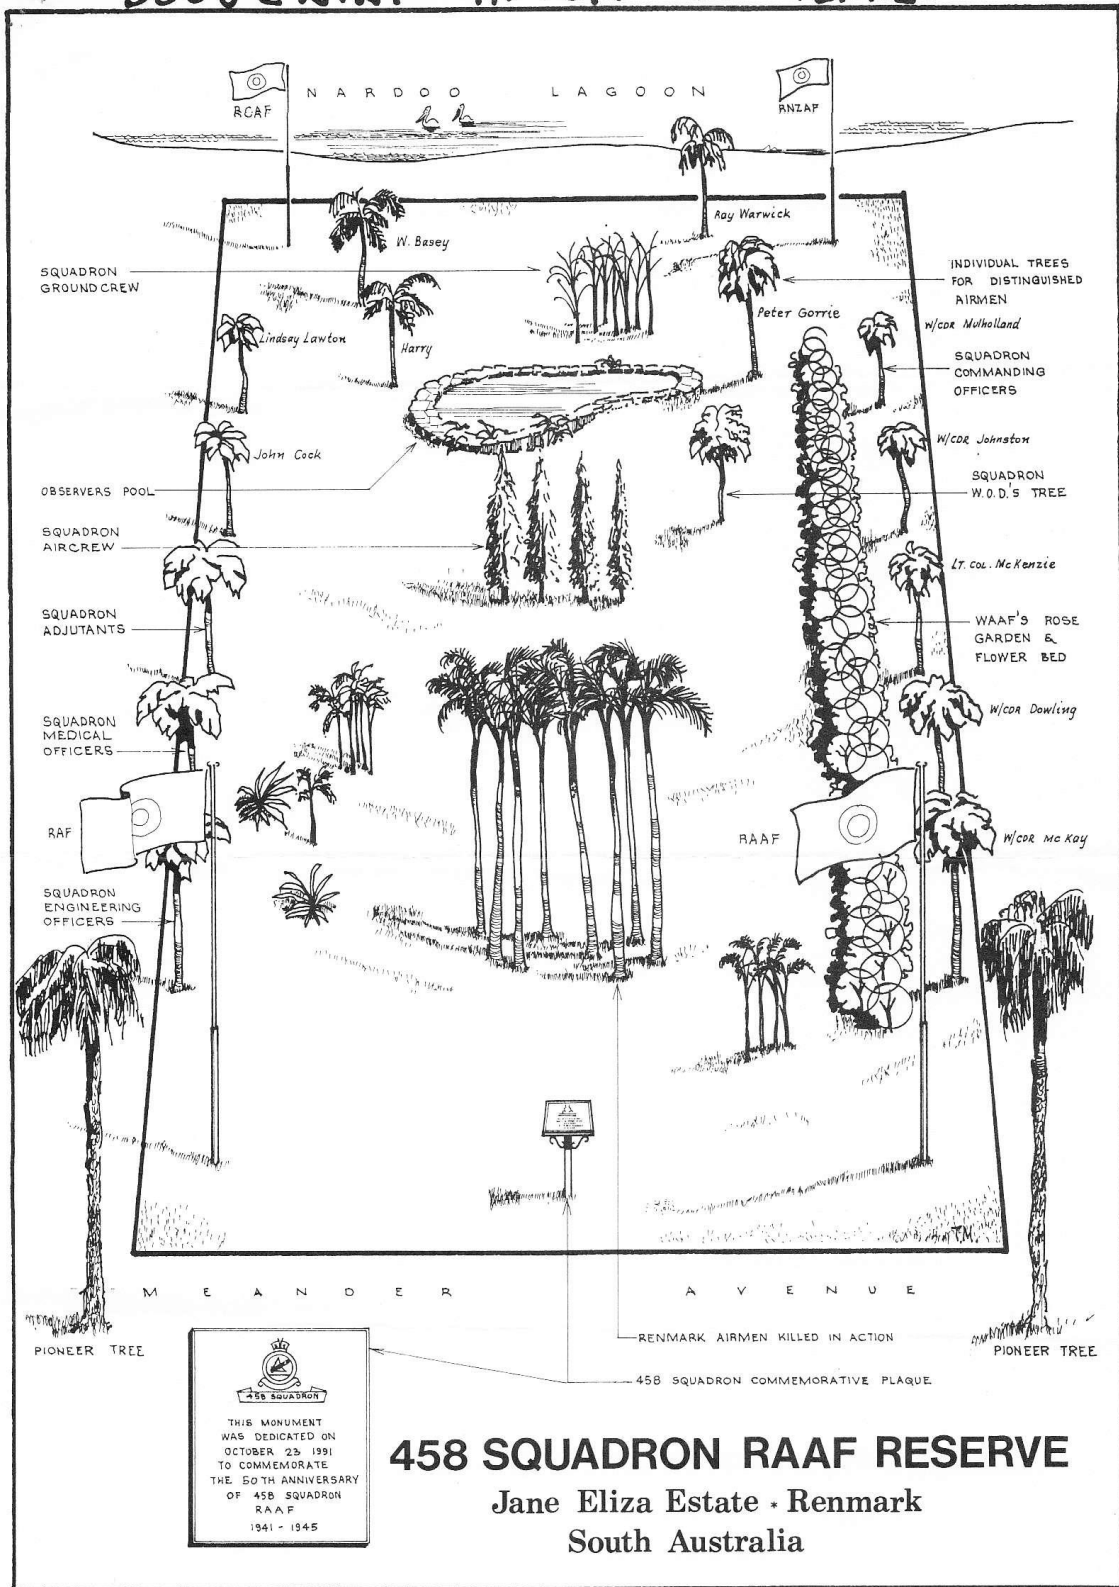 NARDOO LAGOON
RCAF
RNZAF
Ray Warwick
W. Basey
SQUADRON
GROUND CREW
INDIVIDUAL TREES
FOR DISTINGUISHED
AIRMEN
Peter Gorrie
W/CDR Mulholland
Lindsay Lawton
Harry
SQUADRON
COMMANDING
OFFICERS
W/CDR Johnston
John Cock
SQUADRON
W.O.D.'S TREE
OBSERVERS POOL
SQUADRON
AIRCREW
LT. COL. McKenzie
SQUADRON
ADJUTANTS
WAAF'S ROSE
GARDEN &
FLOWER BED
W/CDR Dowling
SQUADRON
MEDICAL
OFFICERS
RAF
RAAF
W/CDR McKay
SQUADRON
ENGINEERING
OFFICERS
T.M.
MEANDER AVENUE
RENMARK AIRMEN KILLED IN ACTION
PIONEER TREE
PIONEER TREE
458 SQUADRON COMMEMORATIVE PLAQUE
458 SQUADRON
THIS MONUMENT
WAS DEDICATED ON
OCTOBER 23 1991
TO COMMEMORATE
THE 50TH ANNIVERSARY
OF 458 SQUADRON
RAAF
1941 - 1945
458 SQUADRON RAAF RESERVE
Jane Eliza Estate * Renmark
South Australia